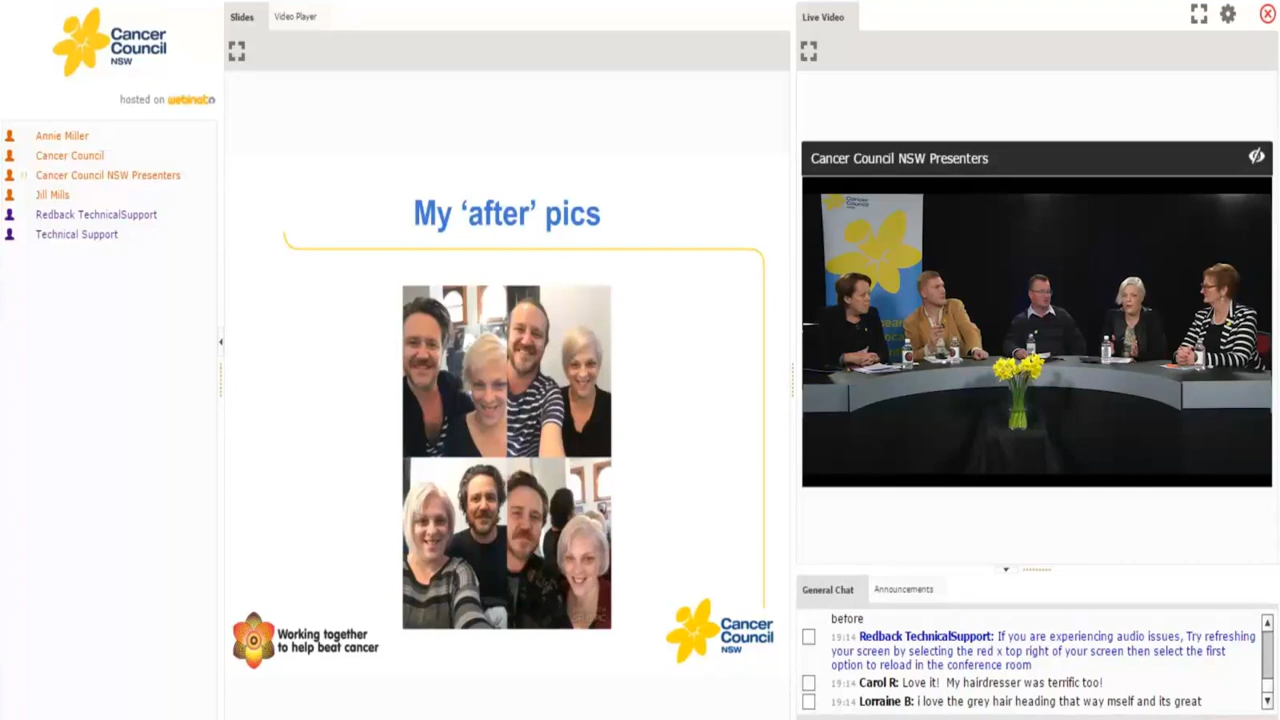 Cancer
Council
NSW
hosted on webinato
Annie Miller
Cancer Council
Cancer Council NSW Presenters
Jill Mills
Redback TechnicalSupport
Technical Support
Slides
Video Player
My ‘after’ pics
Working together
to help beat cancer
Cancer
Council
NSW
Live Video
Cancer Council NSW Presenters
Cancer
Council
General Chat
Announcements
before
19:14 Redback TechnicalSupport: If you are experiencing audio issues, Try refreshing
your screen by selecting the red x top right of your screen then select the first
option to reload in the conference room
19:14 Carol R: Love it! My hairdresser was terrific too!
19:14 Lorraine B: i love the grey hair heading that way mself and its great